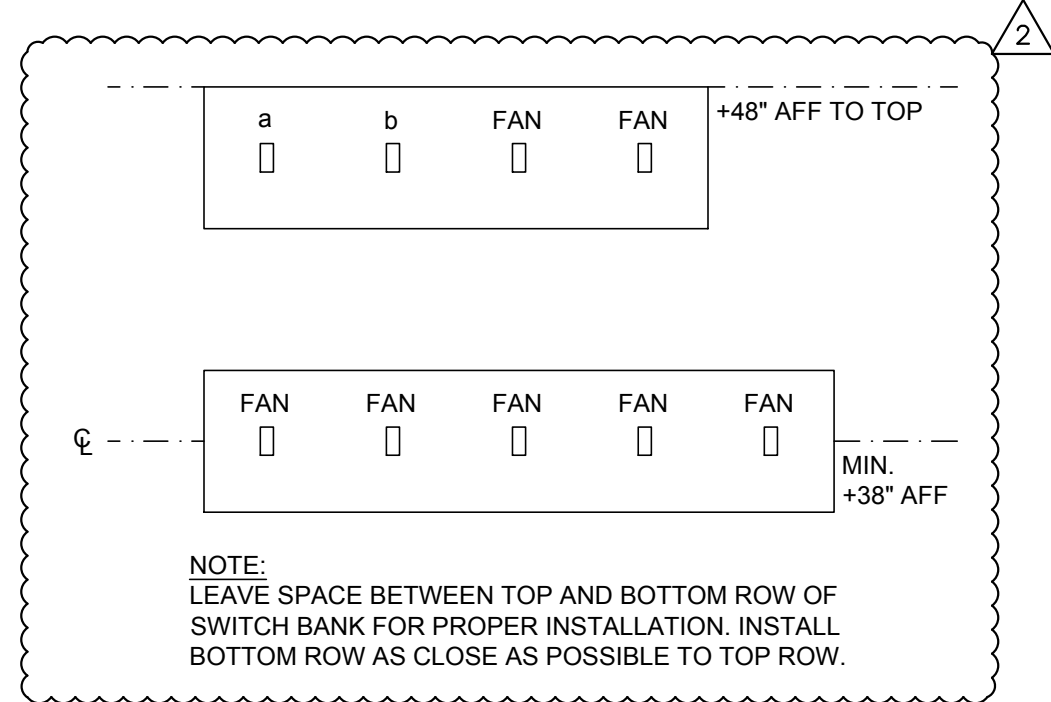 2
a b FAN FAN
+48" AFF TO TOP
FAN FAN FAN FAN FAN
℄
MIN.
+38" AFF
NOTE:
LEAVE SPACE BETWEEN TOP AND BOTTOM ROW OF
SWITCH BANK FOR PROPER INSTALLATION. INSTALL
BOTTOM ROW AS CLOSE AS POSSIBLE TO TOP ROW.